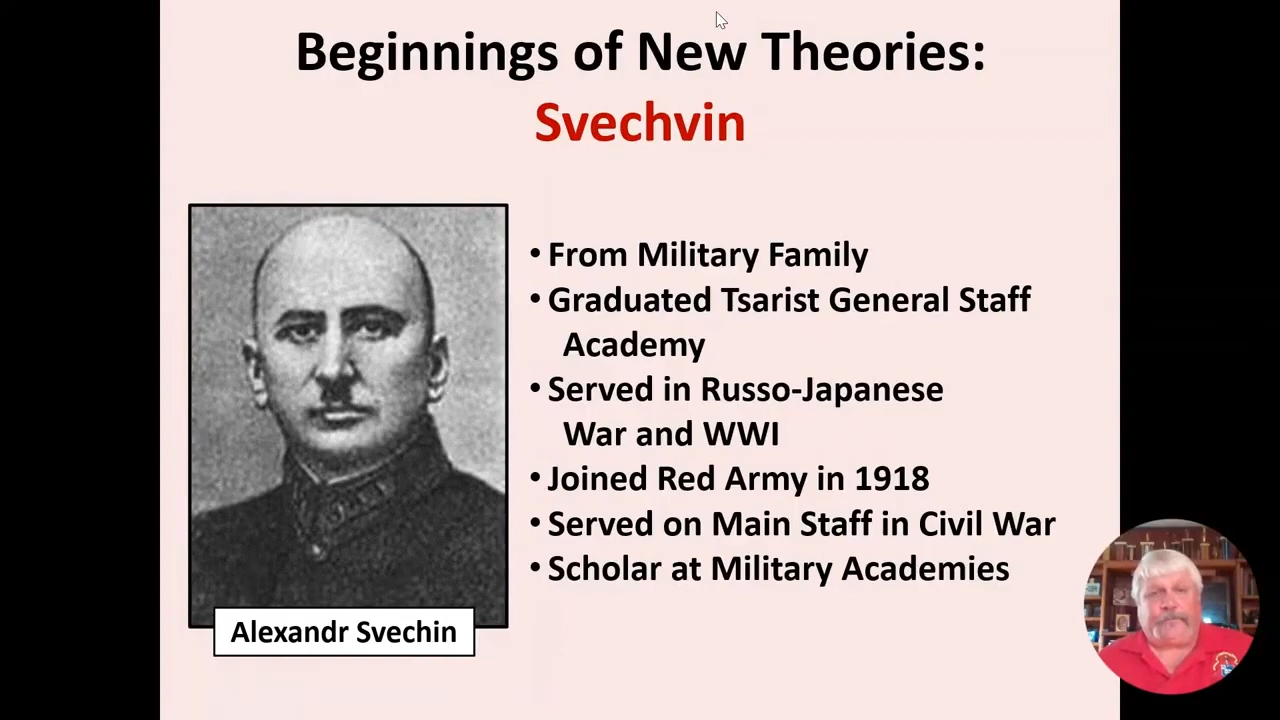 Beginnings of New Theories:
Svechvin
• From Military Family
• Graduated Tsarist General Staff
Academy
• Served in Russo-Japanese
War and WWI
• Joined Red Army in 1918
• Served on Main Staff in Civil War
• Scholar at Military Academies
Alexandr Svechin